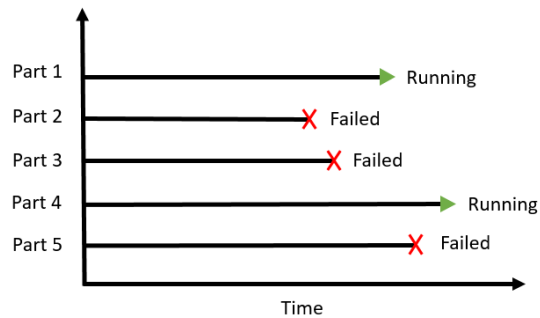 Part 1 Running
Part 2 Failed
Part 3 Failed
Part 4 Running
Part 5 Failed
Time